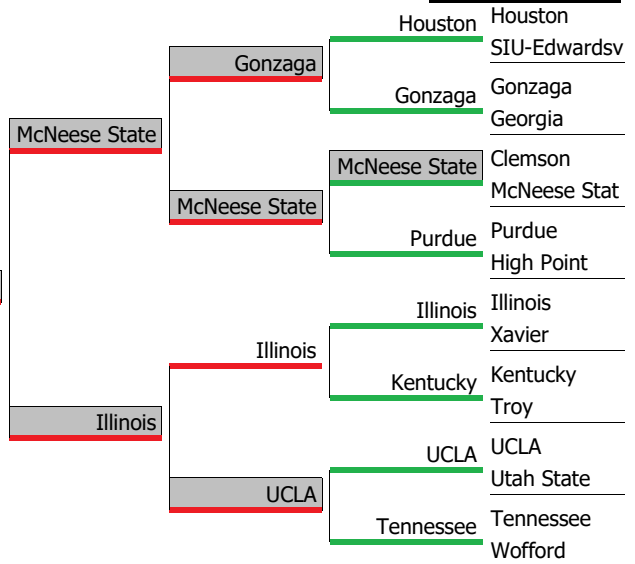 Houston
Houston
SIU-Edwardsv
Gonzaga
Gonzaga
Gonzaga
Georgia
McNeese State
McNeese State
Clemson
McNeese Stat
McNeese State
Purdue
Purdue
High Point
Illinois
Illinois
Xavier
Illinois
Kentucky
Kentucky
Troy
Illinois
UCLA
UCLA
Utah State
UCLA
Tennessee
Tennessee
Wofford